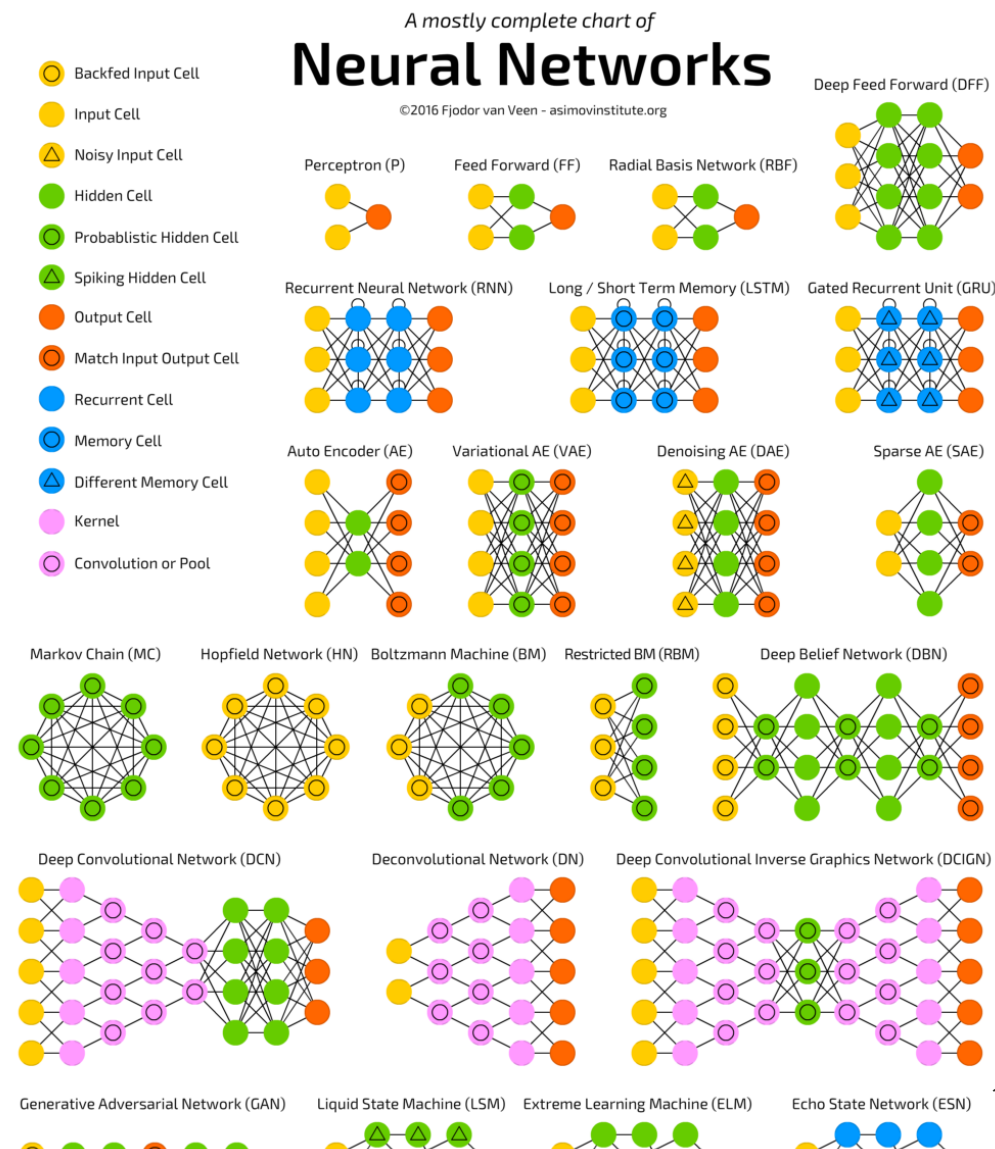 A mostly complete chart of
Neural Networks
©2016 Fjodor van Veen - asimovinstitute.org
Backfed Input Cell
Input Cell
Noisy Input Cell
Hidden Cell
Probablistic Hidden Cell
Spiking Hidden Cell
Output Cell
Match Input Output Cell
Recurrent Cell
Memory Cell
Different Memory Cell
Kernel
Convolution or Pool
Deep Feed Forward (DFF)
Perceptron (P)
Feed Forward (FF)
Radial Basis Network (RBF)
Recurrent Neural Network (RNN)
Long / Short Term Memory (LSTM)
Gated Recurrent Unit (GRU)
Auto Encoder (AE)
Variational AE (VAE)
Denoising AE (DAE)
Sparse AE (SAE)
Markov Chain (MC)
Hopfield Network (HN)
Boltzmann Machine (BM)
Restricted BM (RBM)
Deep Belief Network (DBN)
Deep Convolutional Network (DCN)
Deconvolutional Network (DN)
Deep Convolutional Inverse Graphics Network (DCIGN)
Generative Adversarial Network (GAN)
Liquid State Machine (LSM)
Extreme Learning Machine (ELM)
Echo State Network (ESN)